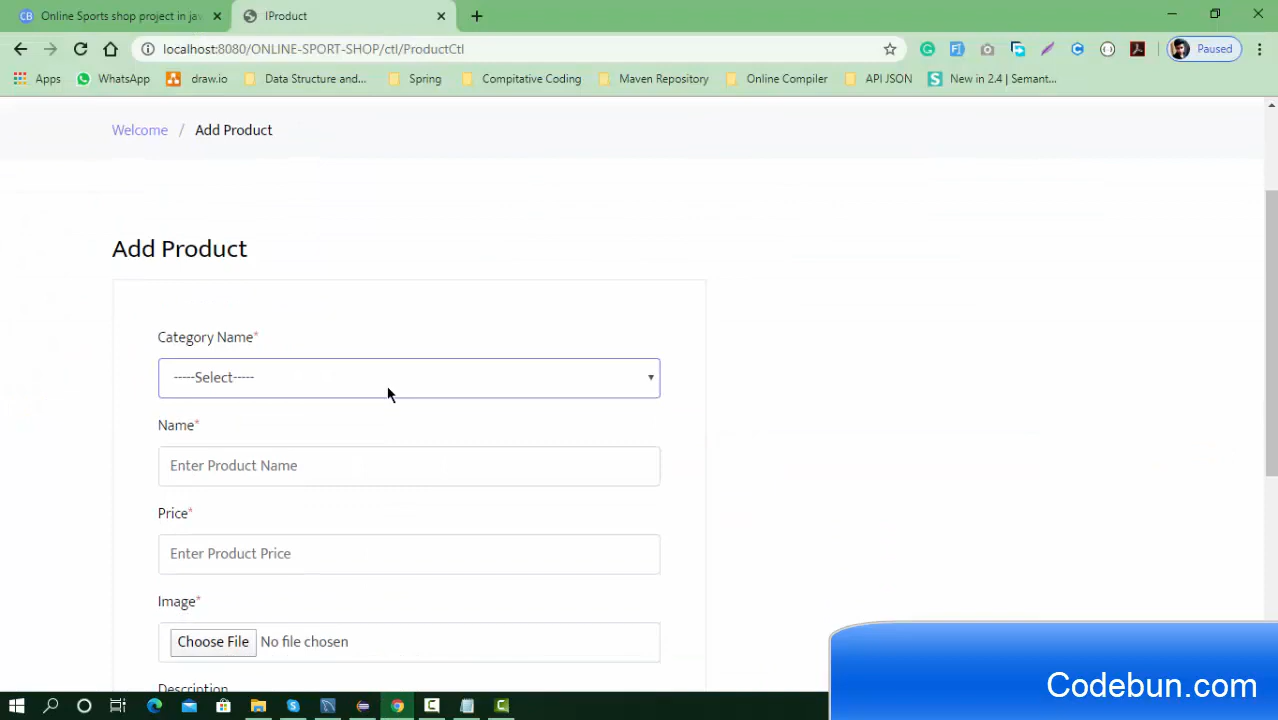 Online Sports shop project in jav
IProduct
localhost:8080/ONLINE-SPORT-SHOP/ctl/ProductCtl
Paused
Apps
WhatsApp
draw.io
Data Structure and...
Spring
Compitative Coding
Maven Repository
Online Compiler
API JSON
New in 2.4 | Semant...
Welcome / Add Product
Add Product
Category Name*
-----Select-----
Name*
Enter Product Name
Price*
Enter Product Price
Image*
Choose File No file chosen
Description
Codebun.com